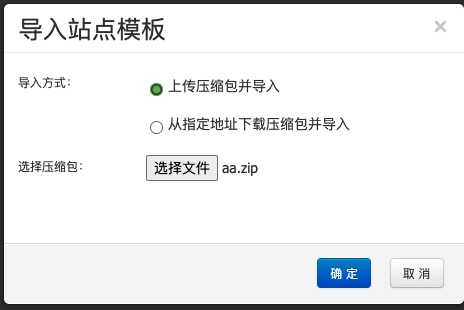 导入站点模板
×
导入方式：
上传压缩包并导入
从指定地址下载压缩包并导入
选择压缩包： 选择文件 aa.zip
确 定 取 消